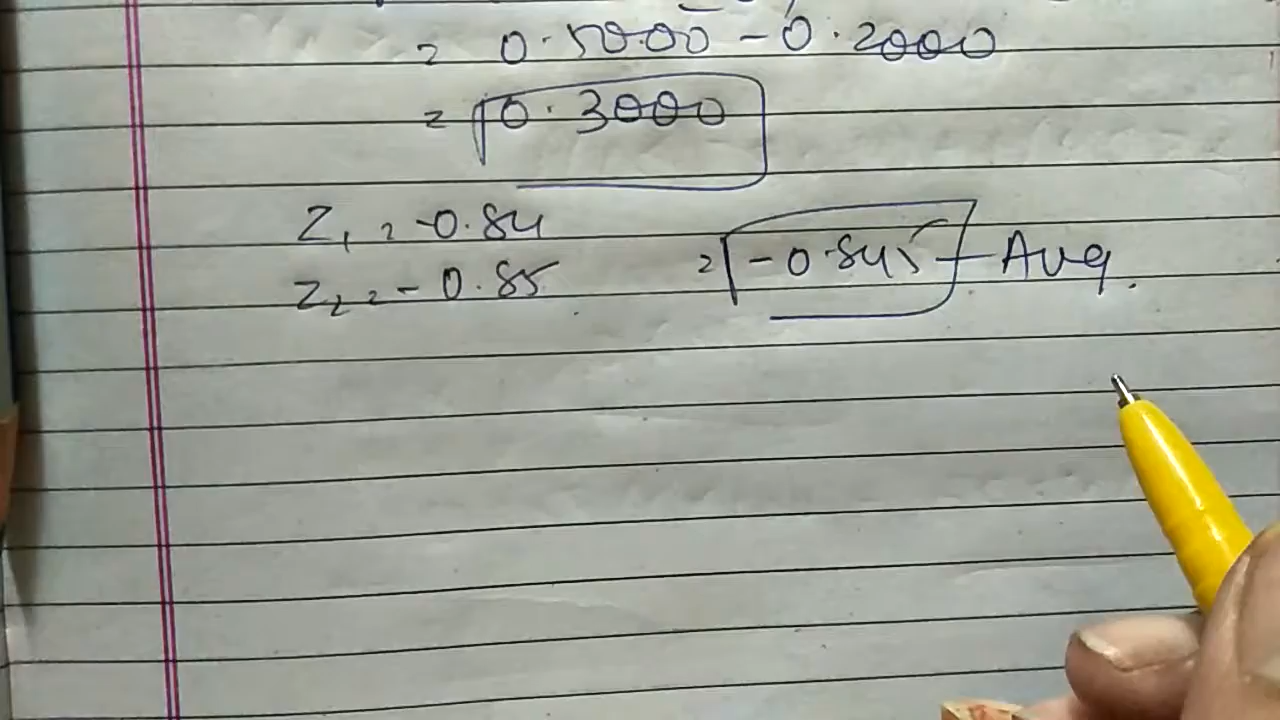 = 0.5000 - 0.2000
= 0.3000
Z1 = -0.84
Z2 = -0.85
= -0.845 - Avg.